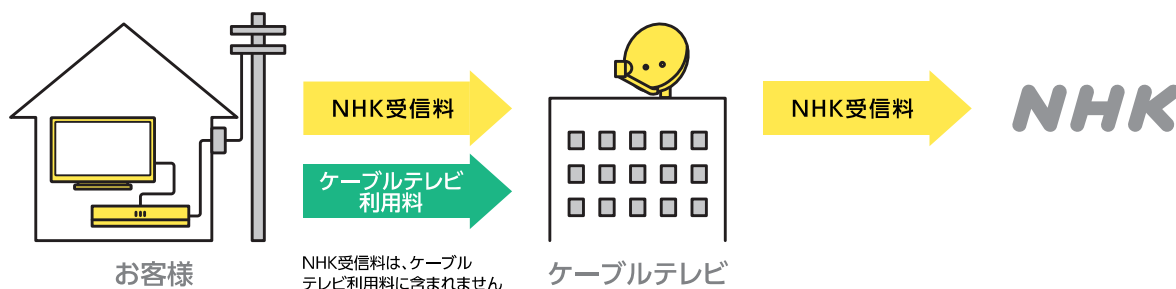 NHK受信料
ケーブルテレビ
利用料
NHK受信料
NHK
お客様
NHK受信料は、ケーブル
テレビ利用料に含まれません
ケーブルテレビ